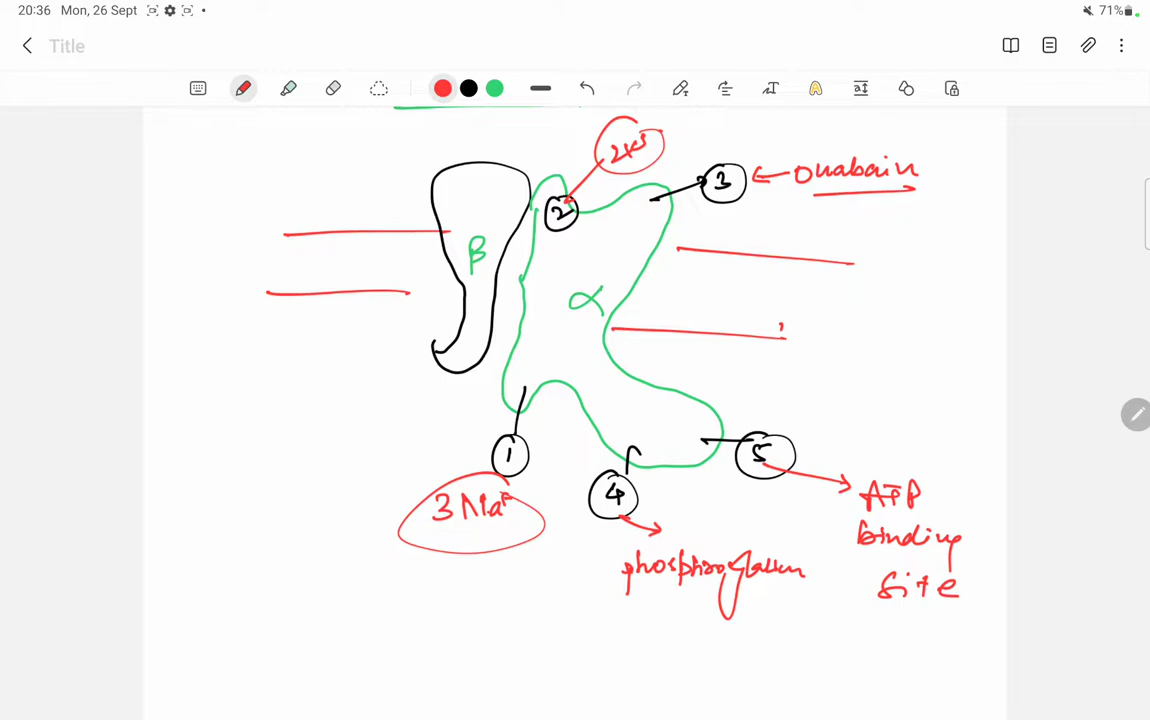 20:36 Mon, 26 Sept
71%
Title
2K⁺
2
3
Ouabain
β
α
1
5
4
3 Na⁺
ATP
binding
site
phosphorylation